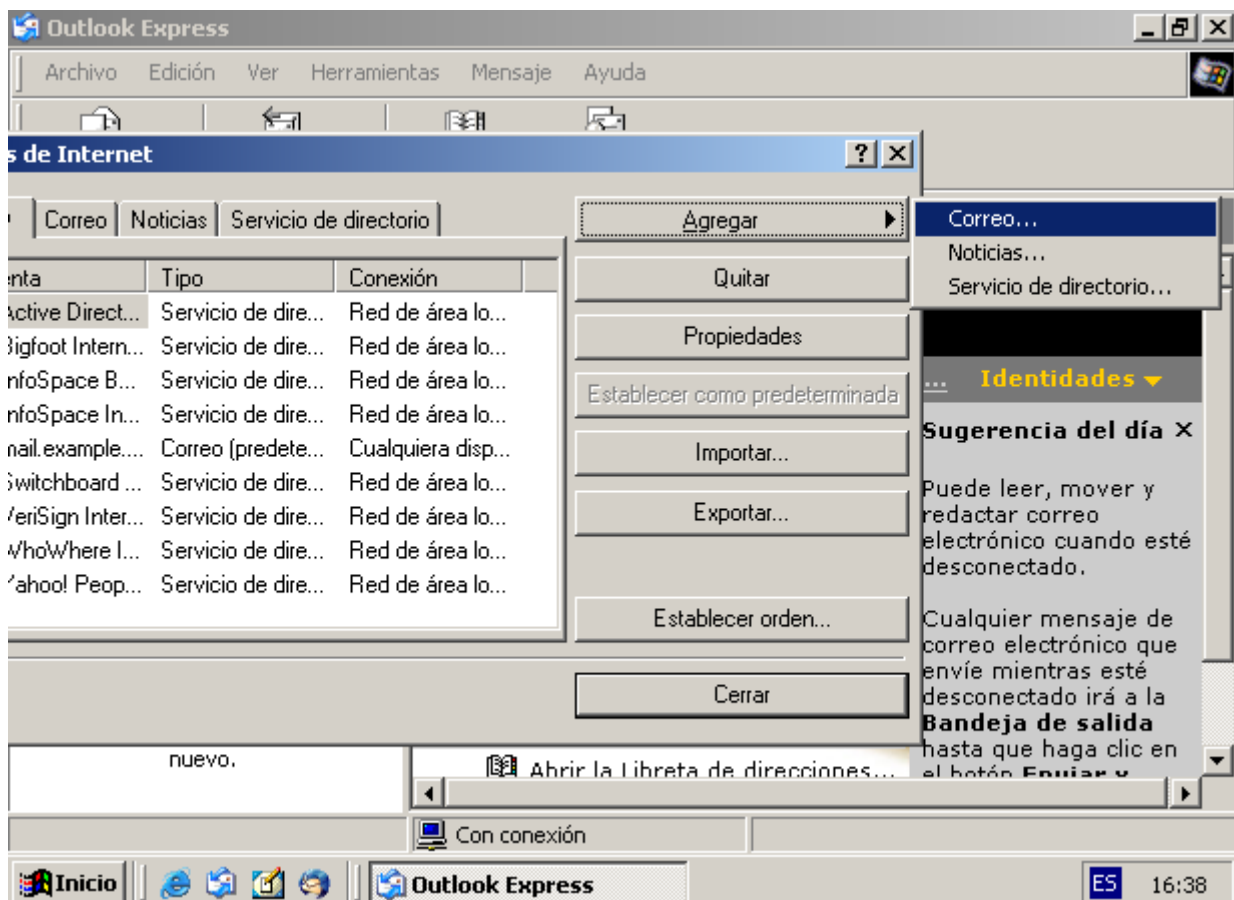 Outlook Express
Archivo Edición Ver Herramientas Mensaje Ayuda
s de Internet
Correo Noticias Servicio de directorio
Agregar
Correo...
Noticias...
Servicio de directorio...
enta Tipo Conexión
Active Direct... Servicio de dire... Red de área lo...
Bigfoot Intern... Servicio de dire... Red de área lo...
nfoSpace B... Servicio de dire... Red de área lo...
nfoSpace In... Servicio de dire... Red de área lo...
mail.example.... Correo (predete... Cualquiera disp...
Switchboard ... Servicio de dire... Red de área lo...
VeriSign Inter... Servicio de dire... Red de área lo...
WhoWhere I... Servicio de dire... Red de área lo...
Yahoo! Peop... Servicio de dire... Red de área lo...
Quitar
Propiedades
Establecer como predeterminada
Importar...
Exportar...
Establecer orden...
Cerrar
... Identidades
Sugerencia del día
Puede leer, mover y
redactar correo
electrónico cuando esté
desconectado.
Cualquier mensaje de
correo electrónico que
envíe mientras esté
desconectado irá a la
Bandeja de salida
hasta que haga clic en
el botón Enviar y
nuevo.
Abrir la Libreta de direcciones...
Con conexión
Inicio
Outlook Express
ES 16:38